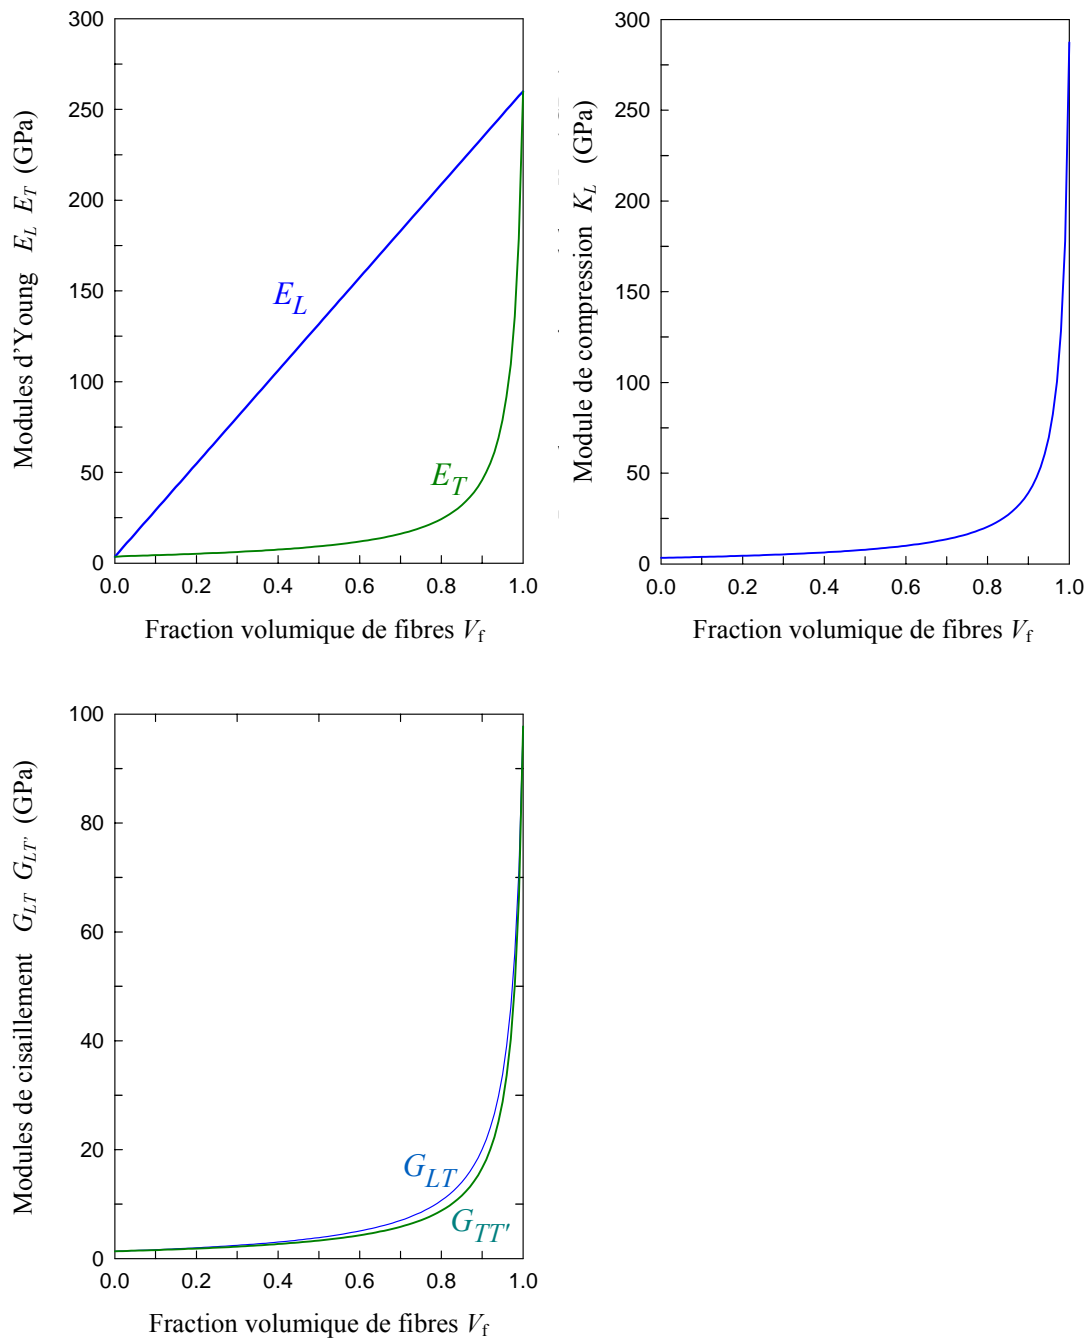 Modules d'Young E_L E_T (GPa)
300
250
200
150
100
50
0
E_L
E_T
0.0 0.2 0.4 0.6 0.8 1.0
Fraction volumique de fibres V_f
Module de compression K_L (GPa)
300
250
200
150
100
50
0
0.0 0.2 0.4 0.6 0.8 1.0
Fraction volumique de fibres V_f
Modules de cisaillement G_LT G_LT' (GPa)
100
80
60
40
20
0
G_LT
G_TT'
0.0 0.2 0.4 0.6 0.8 1.0
Fraction volumique de fibres V_f